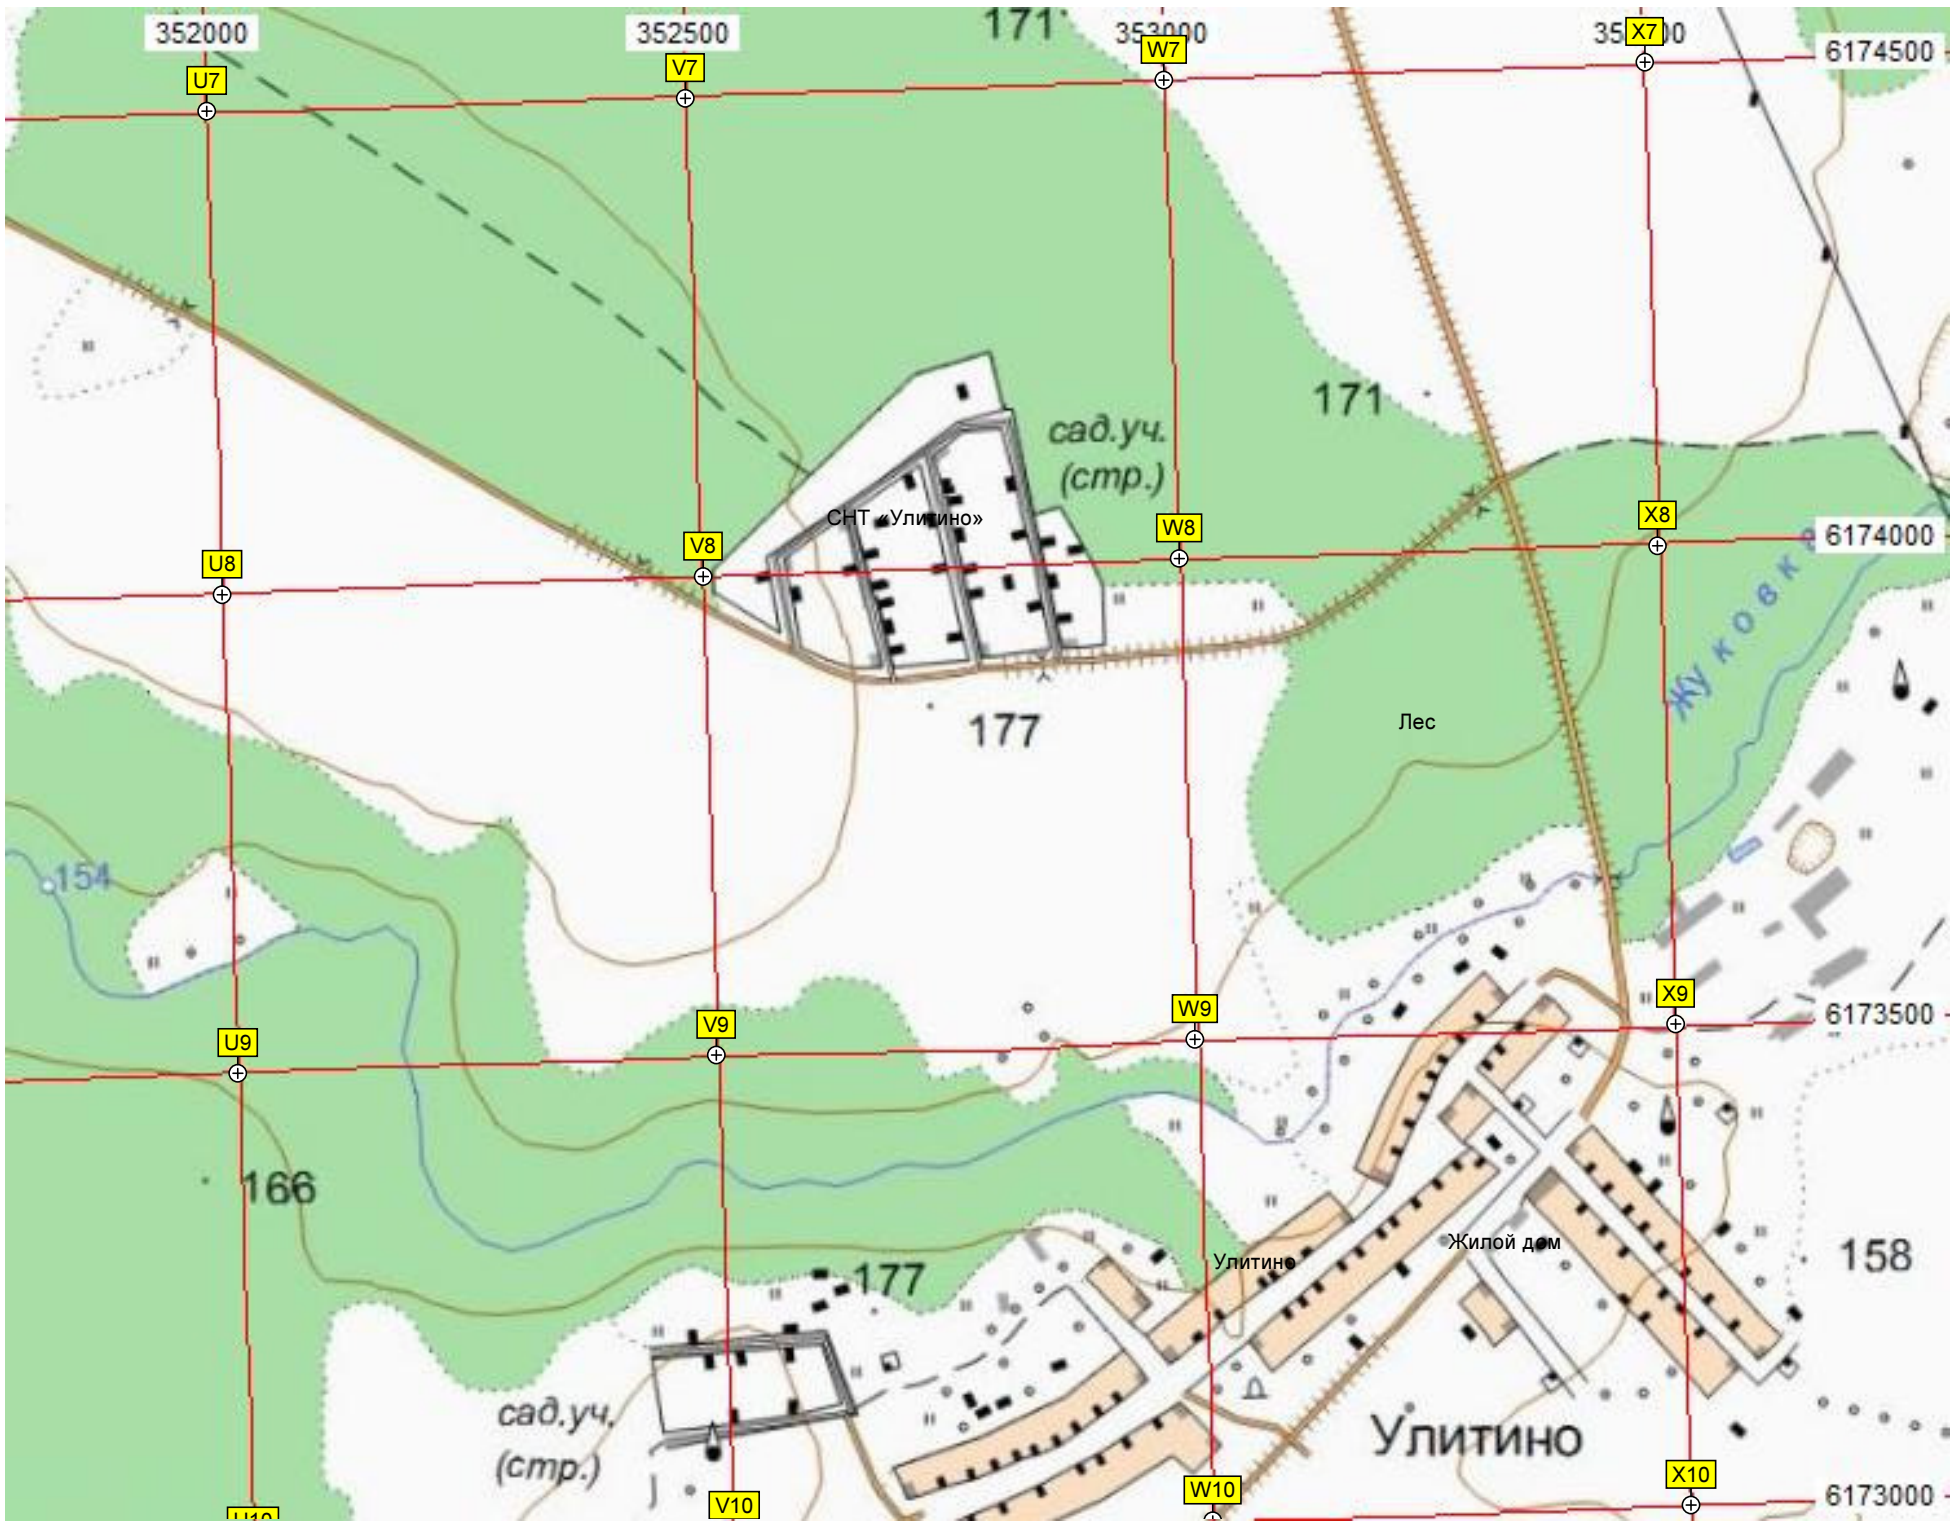 352000
352500
171
353000
X7
6174500
U7
V7
W7
171
сад.уч.
(стр.)
СНТ «Улитино»
U8
V8
W8
X8
6174000
Жуковк
Лес
177
154
U9
V9
W9
X9
6173500
166
177
Улитино
Жилой дом
158
сад.уч.
(стр.)
Улитино
V10
W10
X10
6173000
U10